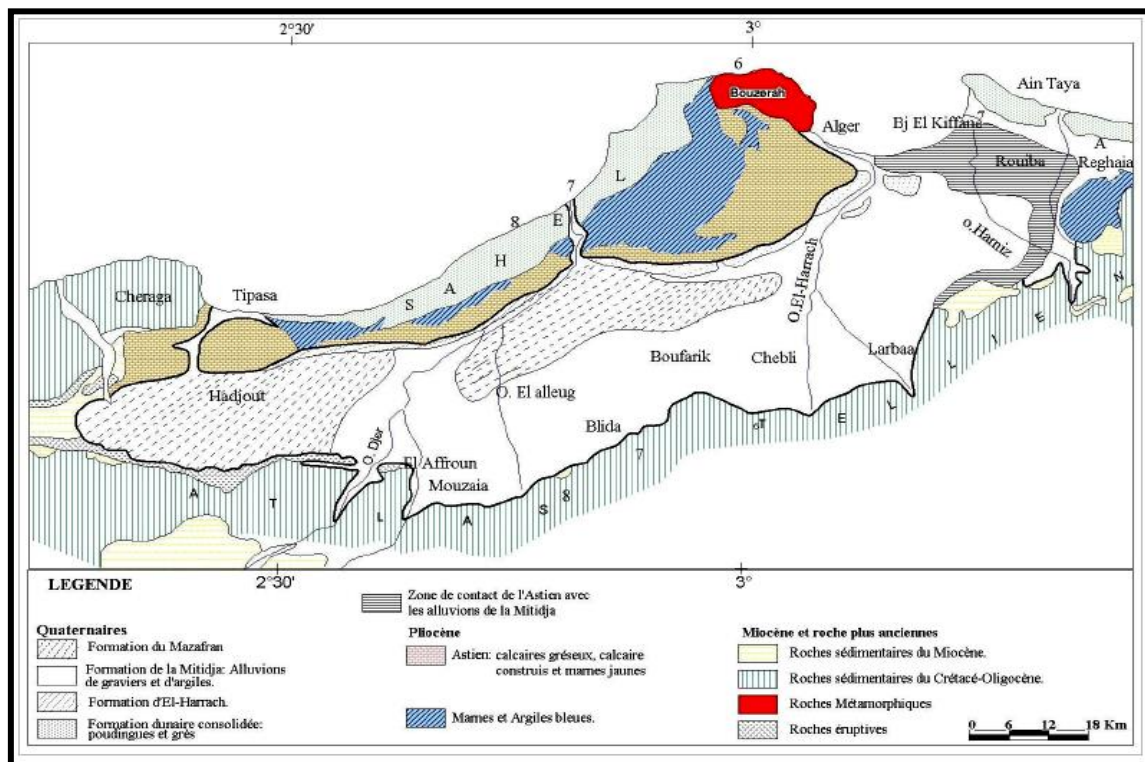 2°30'
3°
6
Bouzerah
Ain Taya
Alger
Bj El Kiffane
7
A
Rouiba
Reghaia
L
7
E
8
o.Hamiz
H
A
S
Cheraga
Tipasa
N
O.El-Harrach
E
I
L
Boufarik
Chebli
Larbaa
L
Hadjout
O. El alleug
E
T
Blida
O. Djer
El Affroun
Mouzaia
7
8
A
T
L
A
S
2°30'
3°
LEGENDE
Zone de contact de l'Astien avec
les alluvions de la Mitidja
Quaternaires
Formation du Mazafran
Formation de la Mitidja: Alluvions
de graviers et d'argiles.
Formation d'El-Harrach.
Formation dunaire consolidée:
poudingues et grès
Pliocène
Astien: calcaires gréseux, calcaire
construis et marnes jaunes
Marnes et Argiles bleues.
Miocène et roche plus anciennes
Roches sédimentaires du Miocène.
Roches sédimentaires du Crétacé-Oligocène.
Roches Métamorphiques
Roches éruptives
0 6 12 18 Km